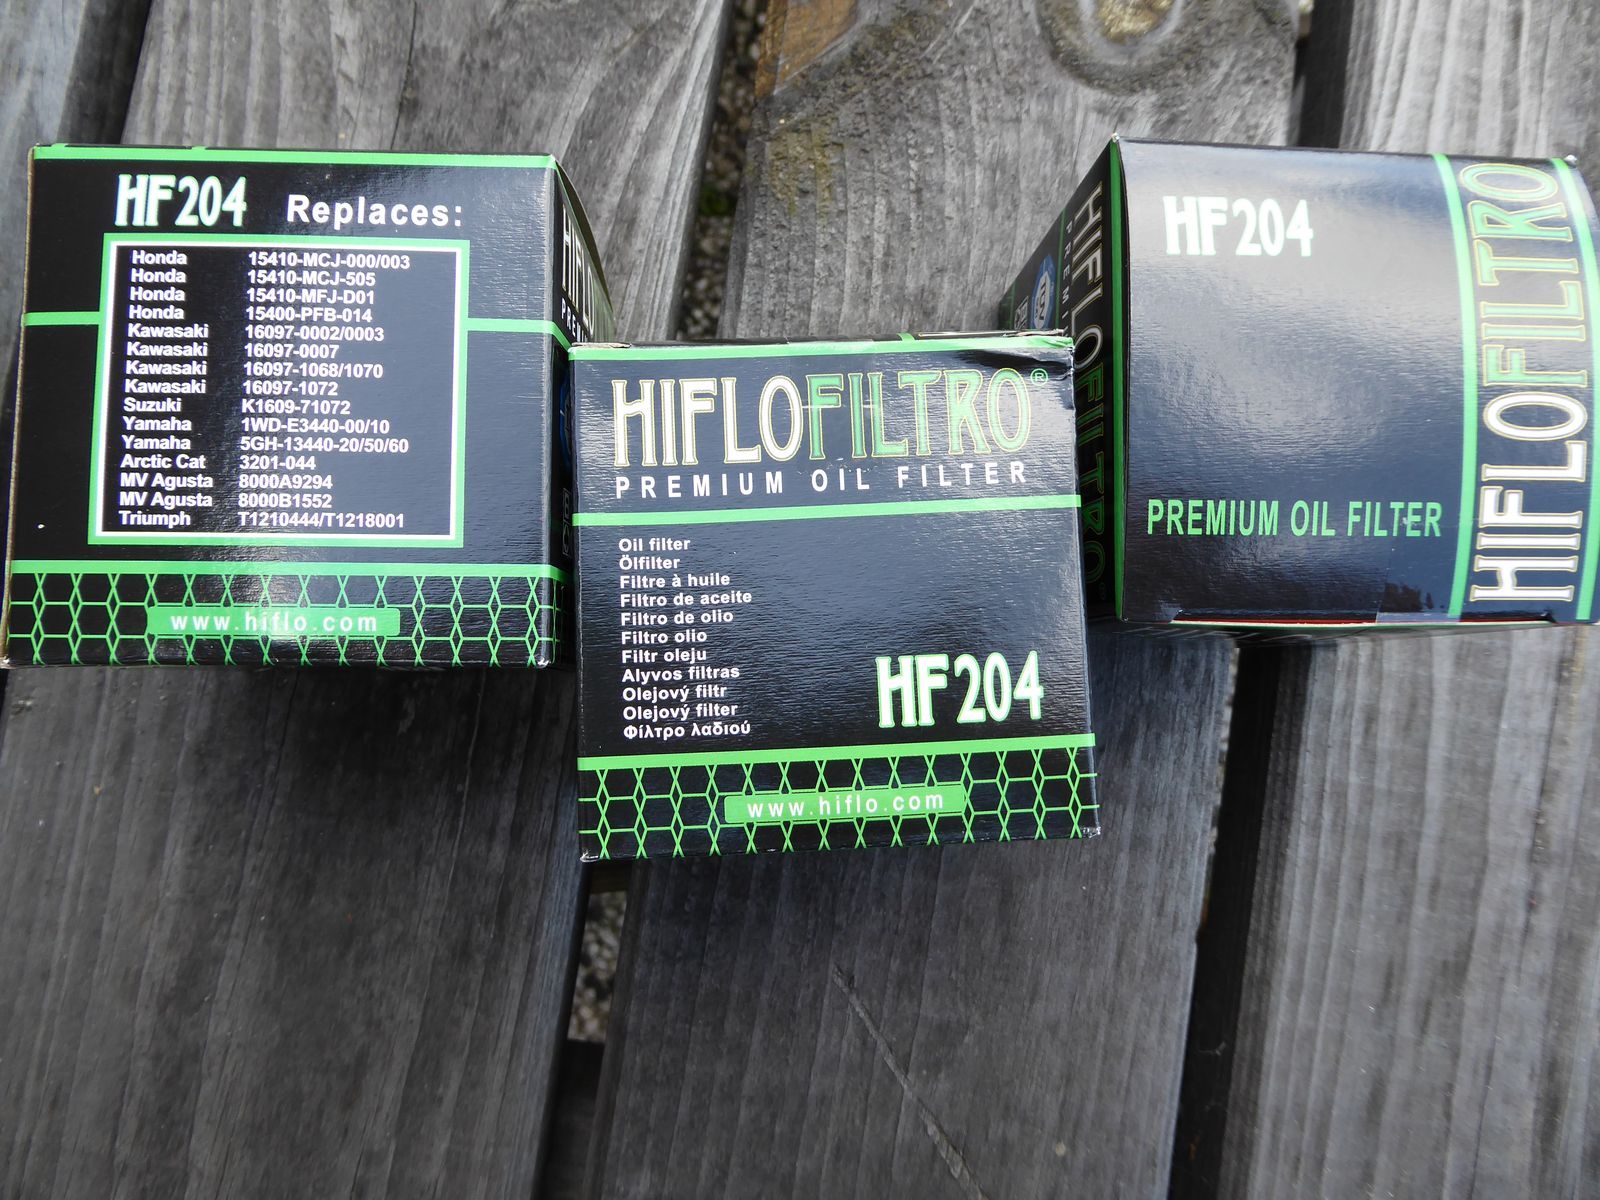 HF204 Replaces:
Honda 15410-MCJ-000/003
Honda 15410-MCJ-505
Honda 15410-MFJ-D01
Honda 15400-PFB-014
Kawasaki 16097-0002/0003
Kawasaki 16097-0007
Kawasaki 16097-1068/1070
Kawasaki 16097-1072
Suzuki K1609-71072
Yamaha 1WD-E3440-00/10
Yamaha 5GH-13440-20/50/60
Arctic Cat 3201-044
MV Agusta 8000A9294
MV Agusta 8000B1552
Triumph T1210444/T1218001
www.hiflo.com
HIFLOFILTRO®
PREMIUM OIL FILTER
Oil filter
Ölfilter
Filtre à huile
Filtro de aceite
Filtro de olio
Filtro olio
Filtr oleju
Alyvos filtras
Olejový filtr
Olejový filter
Φίλτρο λαδιού
HF204
www.hiflo.com
HIFLOFILTRO
HF204
PREMIUM OIL FILTER
HIFLOFILTRO